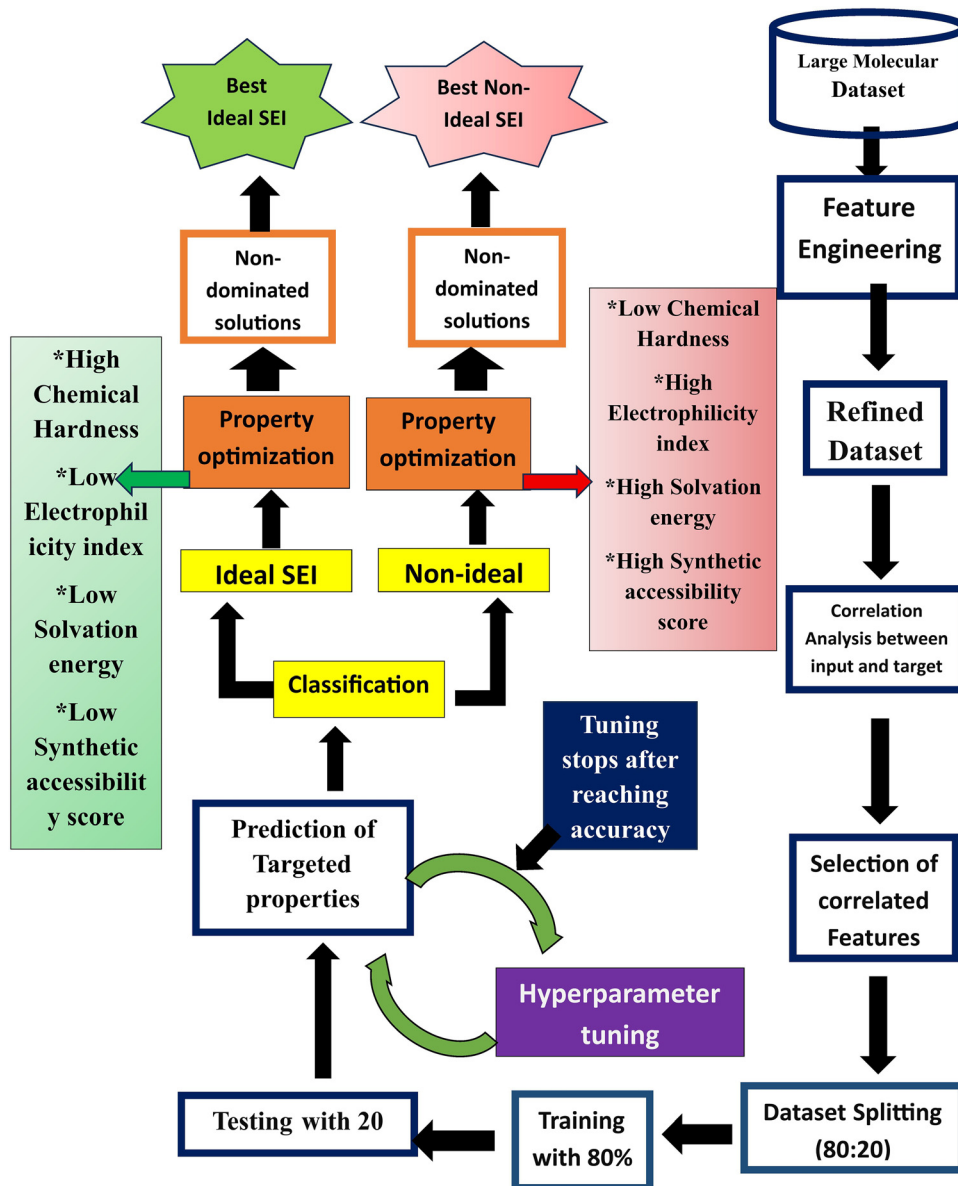 Best
Ideal SEI
Best Non-
Ideal SEI
Large Molecular
Dataset
Feature
Engineering
Non-
dominated
solutions
Non-
dominated
solutions
*High
Chemical
Hardness
*Low
Electrophil
icity index
*Low
Solvation
energy
*Low
Synthetic
accessibilit
y score
Property
optimization
Property
optimization
*Low Chemical
Hardness
*High
Electrophilicity
index
*High Solvation
energy
*High Synthetic
accessibility
score
Refined
Dataset
Ideal SEI
Non-ideal
Correlation
Analysis between
input and target
Classification
Tuning
stops after
reaching
accuracy
Prediction of
Targeted
properties
Selection of
correlated
Features
Hyperparameter
tuning
Testing with 20
Training
with 80%
Dataset Splitting
(80:20)